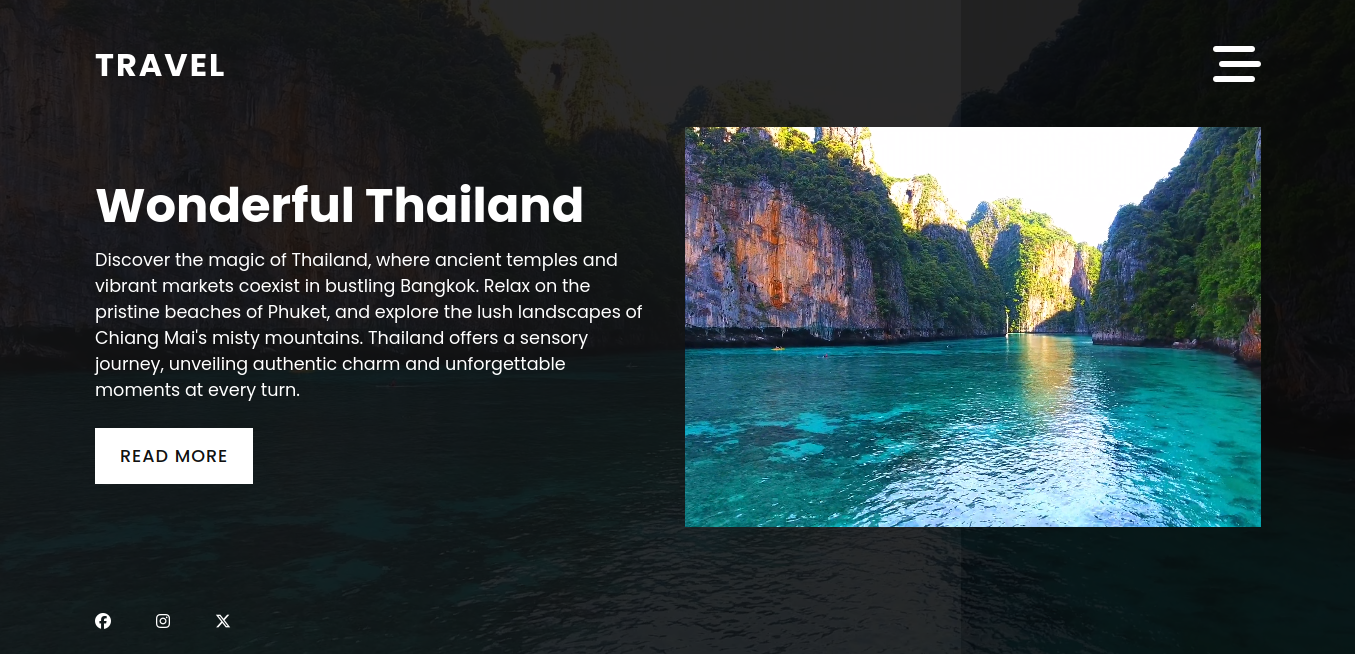 TRAVEL
Wonderful Thailand
Discover the magic of Thailand, where ancient temples and
vibrant markets coexist in bustling Bangkok. Relax on the
pristine beaches of Phuket, and explore the lush landscapes of
Chiang Mai's misty mountains. Thailand offers a sensory
journey, unveiling authentic charm and unforgettable
moments at every turn.
READ MORE